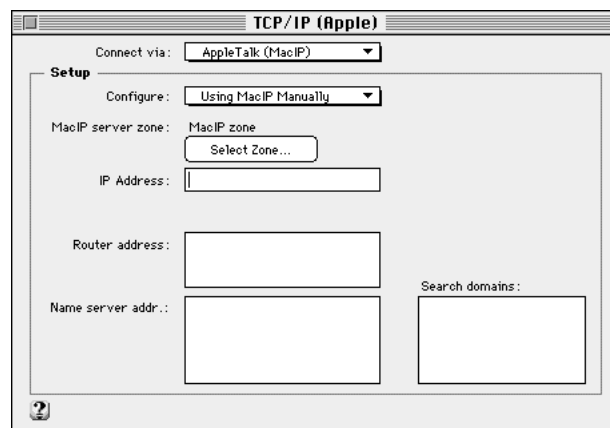 TCP/IP (Apple)
Connect via: AppleTalk (MacIP)
Setup
Configure: Using MacIP Manually
MacIP server zone: MacIP zone
Select Zone...
IP Address:
Router address:
Search domains:
Name server addr.:
?